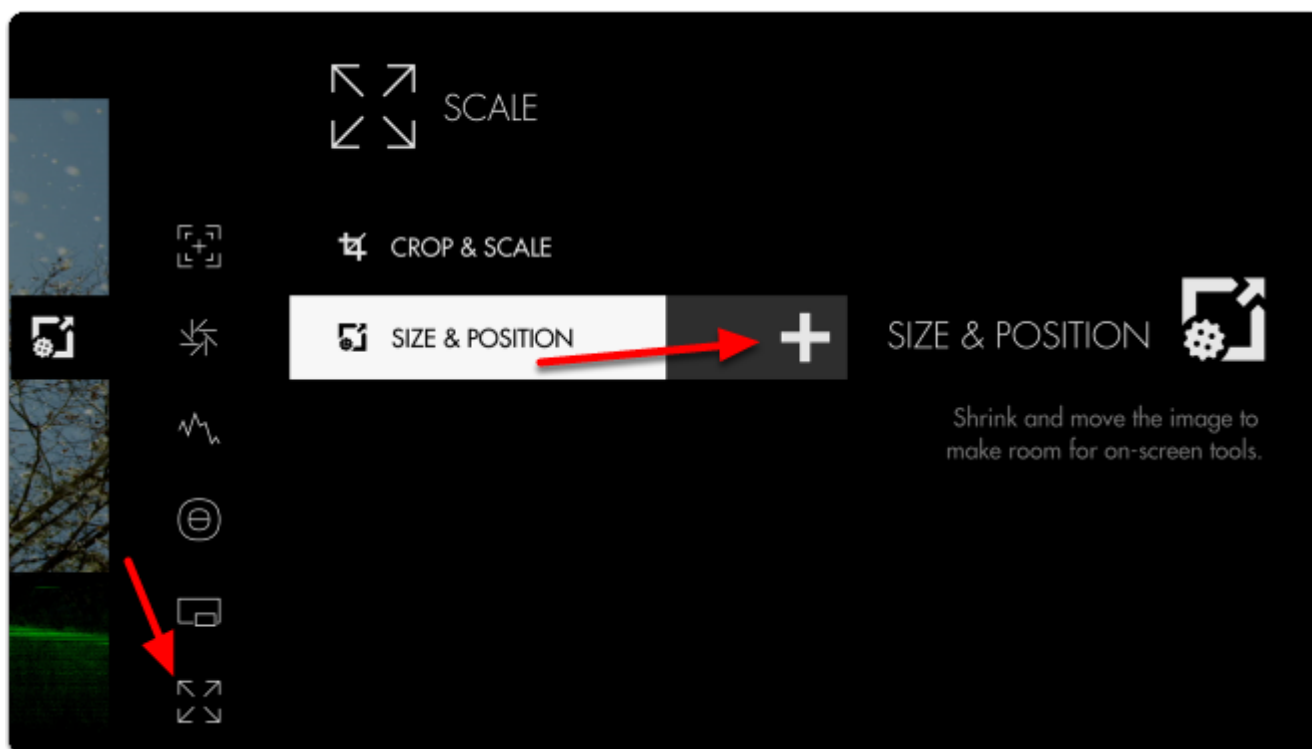 SCALE
CROP & SCALE
SIZE & POSITION
SIZE & POSITION
Shrink and move the image to
make room for on-screen tools.